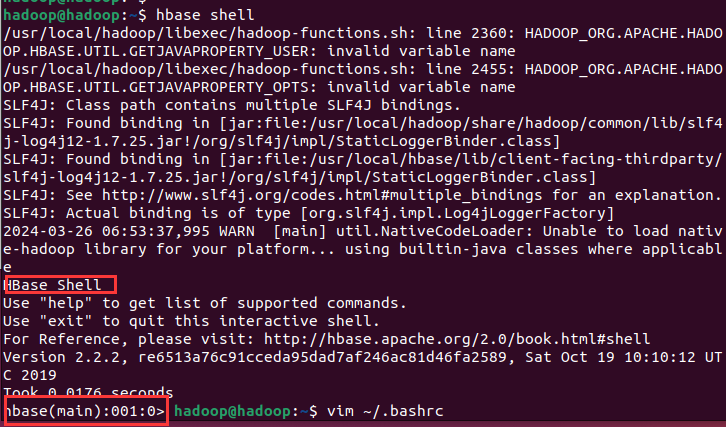 hadoop@hadoop:~$ hbase shell
/usr/local/hadoop/libexec/hadoop-functions.sh: line 2360: HADOOP_ORG.APACHE.HADO
OP.HBASE.UTIL.GETJAVAPROPERTY_USER: invalid variable name
/usr/local/hadoop/libexec/hadoop-functions.sh: line 2455: HADOOP_ORG.APACHE.HADO
OP.HBASE.UTIL.GETJAVAPROPERTY_OPTS: invalid variable name
SLF4J: Class path contains multiple SLF4J bindings.
SLF4J: Found binding in [jar:file:/usr/local/hadoop/share/hadoop/common/lib/slf4
j-log4j12-1.7.25.jar!/org/slf4j/impl/StaticLoggerBinder.class]
SLF4J: Found binding in [jar:file:/usr/local/hbase/lib/client-facing-thirdparty/
slf4j-log4j12-1.7.25.jar!/org/slf4j/impl/StaticLoggerBinder.class]
SLF4J: See http://www.slf4j.org/codes.html#multiple_bindings for an explanation.
SLF4J: Actual binding is of type [org.slf4j.impl.Log4jLoggerFactory]
2024-03-26 06:53:37,995 WARN  [main] util.NativeCodeLoader: Unable to load nativ
e-hadoop library for your platform... using builtin-java classes where applicabl
e
HBase Shell
Use "help" to get list of supported commands.
Use "exit" to quit this interactive shell.
For Reference, please visit: http://hbase.apache.org/2.0/book.html#shell
Version 2.2.2, re6513a76c91cceda95dad7af246ac81d46fa2589, Sat Oct 19 10:10:12 UT
C 2019
Took 0.0176 seconds
hbase(main):001:0> hadoop@hadoop:~$ vim ~/.bashrc